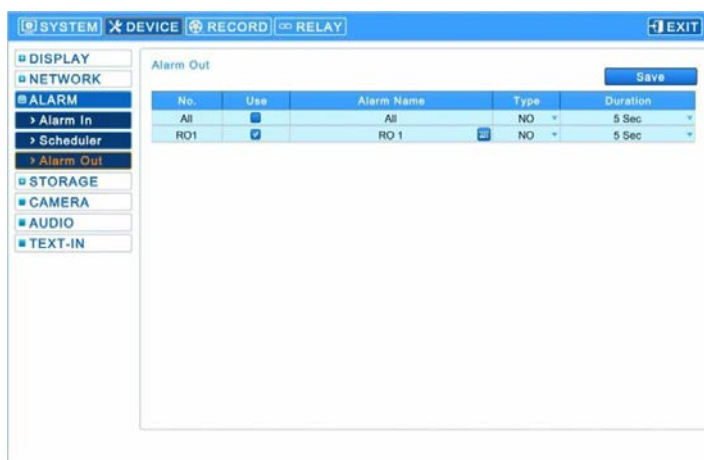 SYSTEM DEVICE RECORD RELAY EXIT
DISPLAY
NETWORK
ALARM
> Alarm In
> Scheduler
> Alarm Out
STORAGE
CAMERA
AUDIO
TEXT-IN
Alarm Out
Save
No. Use Alarm Name Type Duration
All All NO 5 Sec
RO1 RO 1 NO 5 Sec